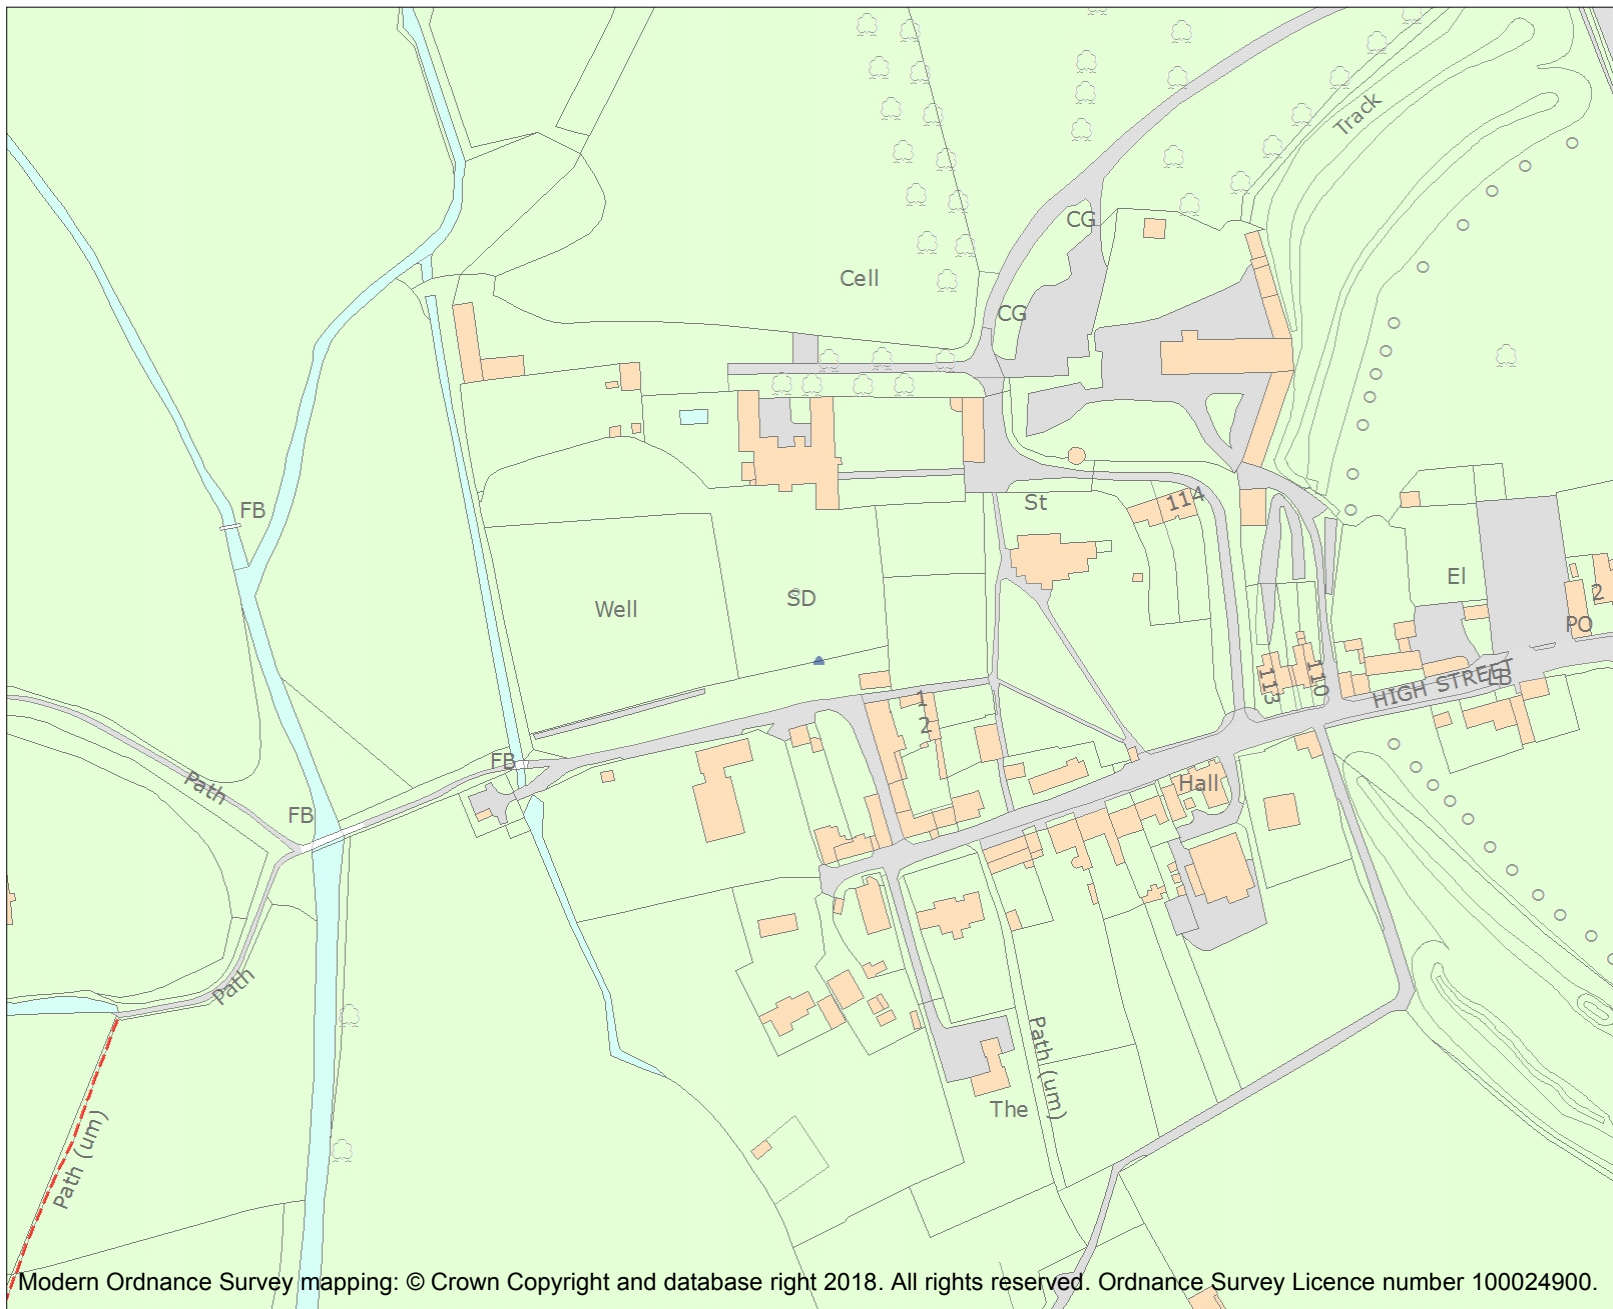 Track
CG
Cell
CG
FB
St
114
El
2
Well
SD
PO
113
110
HIGH STREET
LB
1
2
FB
Path
FB
Hall
Path
Path (um)
The
Path (um)
Modern Ordnance Survey mapping: © Crown Copyright and database right 2018. All rights reserved. Ordnance Survey Licence number 100024900.